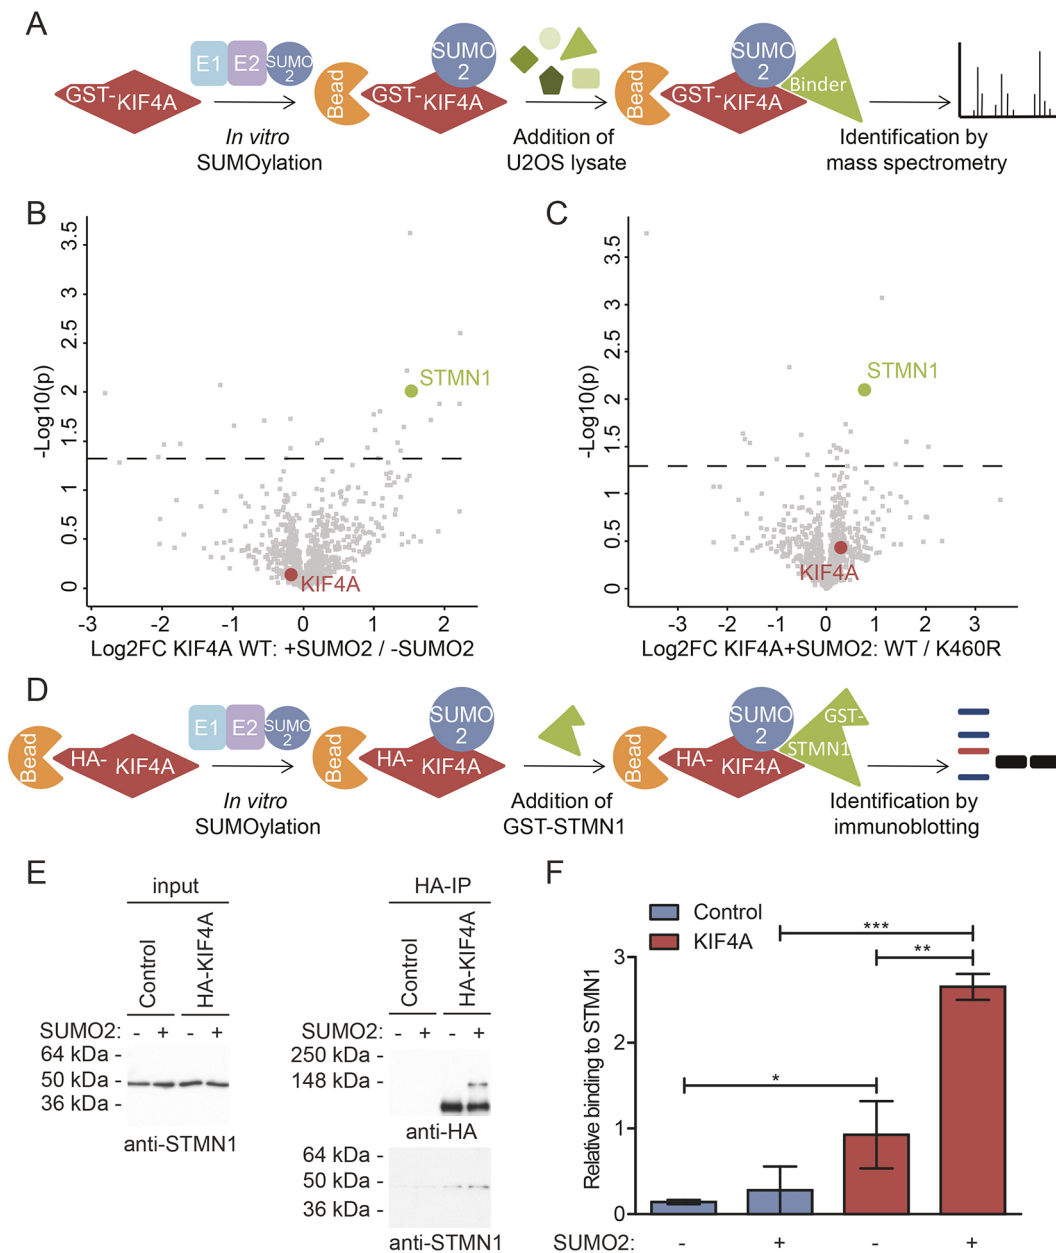 A
E1 E2 SUMO 2
GST-KIF4A
In vitro
SUMOylation
Bead
SUMO
2
GST-KIF4A
Addition of
U2OS lysate
Bead
SUMO
2
GST-KIF4A
Binder
Identification by
mass spectrometry
B
-Log10(p)
3.5
3
2.5
2
1.5
1
0.5
0
STMN1
KIF4A
-3 -2 -1 0 1 2
Log2FC KIF4A WT: +SUMO2 / -SUMO2
C
-Log10(p)
3.5
3
2.5
2
1.5
1
0.5
0
STMN1
KIF4A
-3 -2 -1 0 1 2 3
Log2FC KIF4A+SUMO2: WT / K460R
D
Bead
HA-KIF4A
E1 E2 SUMO 2
In vitro
SUMOylation
Bead
SUMO
2
HA-KIF4A
Addition of
GST-STMN1
Bead
SUMO
2
HA-KIF4A
GST-
STMN1
Identification by
immunoblotting
E
input
Control
HA-KIF4A
SUMO2: - + - +
64 kDa -
50 kDa -
36 kDa -
anti-STMN1
HA-IP
Control
HA-KIF4A
SUMO2: - + - +
250 kDa -
148 kDa -
anti-HA
64 kDa -
50 kDa -
36 kDa -
anti-STMN1
F
Control
KIF4A
***
**
*
Relative binding to STMN1
3
2
1
0
SUMO2: - + - +